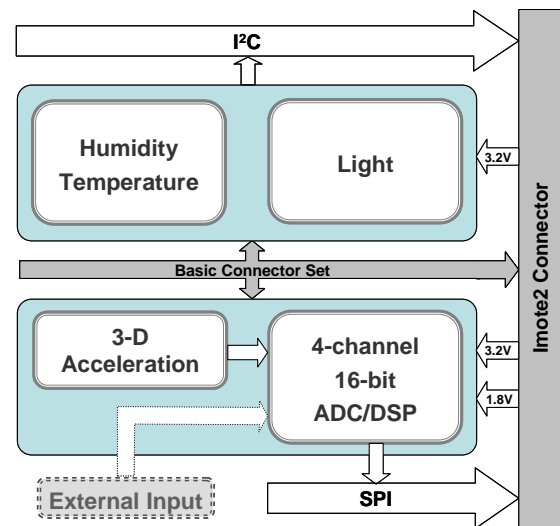 I²C
Humidity
Temperature
Light
3.2V
Basic Connector Set
Imote2 Connector
3-D
Acceleration
4-channel
16-bit
ADC/DSP
3.2V
1.8V
External Input
SPI